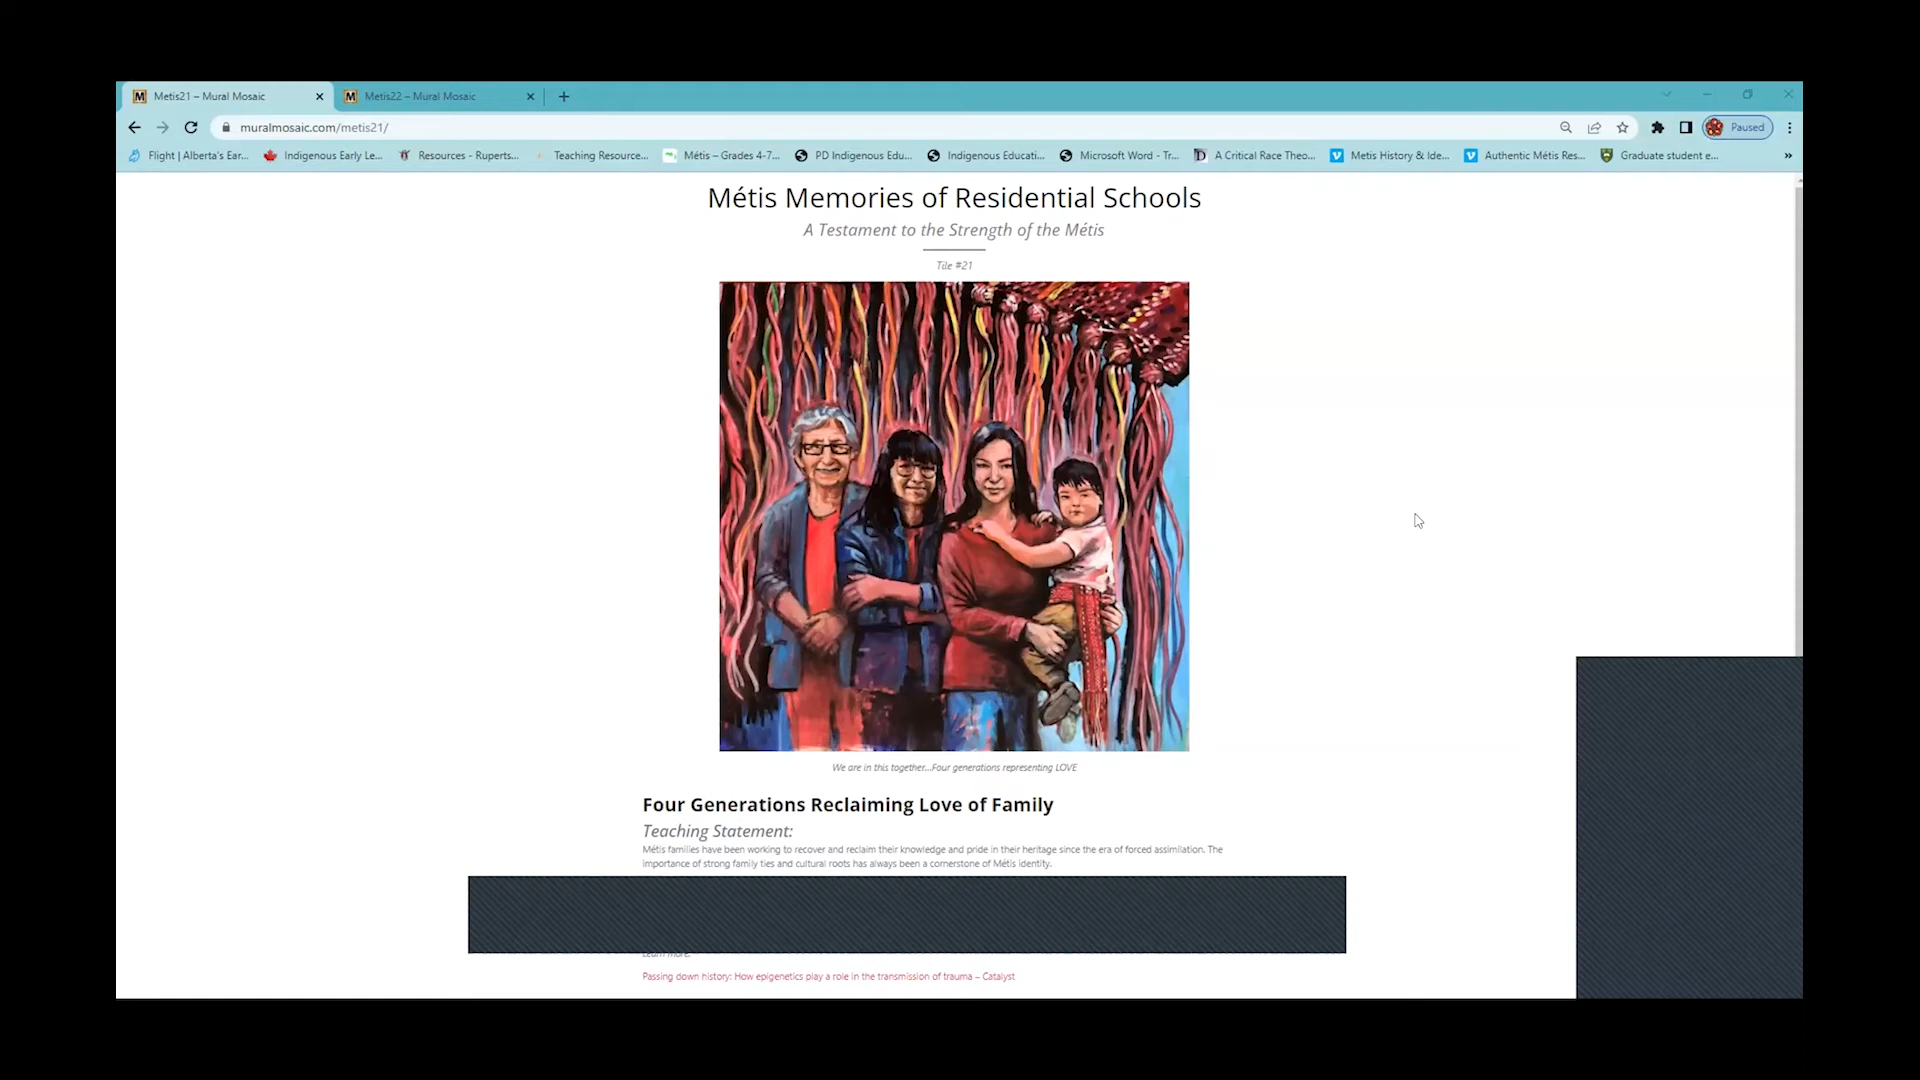 Metis21 – Mural Mosaic
Metis22 – Mural Mosaic
muralmosaic.com/metis21/
Paused
Flight | Alberta's Ear...
Indigenous Early Le...
Resources - Ruperts...
Teaching Resource...
Métis – Grades 4-7...
PD Indigenous Edu...
Indigenous Educati...
Microsoft Word - Tr...
A Critical Race Theo...
Metis History & Ide...
Authentic Métis Res...
Graduate student e...
Métis Memories of Residential Schools
A Testament to the Strength of the Métis
Tile #21
We are in this together...Four generations representing LOVE
Four Generations Reclaiming Love of Family
Teaching Statement:
Métis families have been working to recover and reclaim their knowledge and pride in their heritage since the era of forced assimilation. The
importance of strong family ties and cultural roots has always been a cornerstone of Métis identity.
Learn more:
Passing down history: How epigenetics play a role in the transmission of trauma – Catalyst